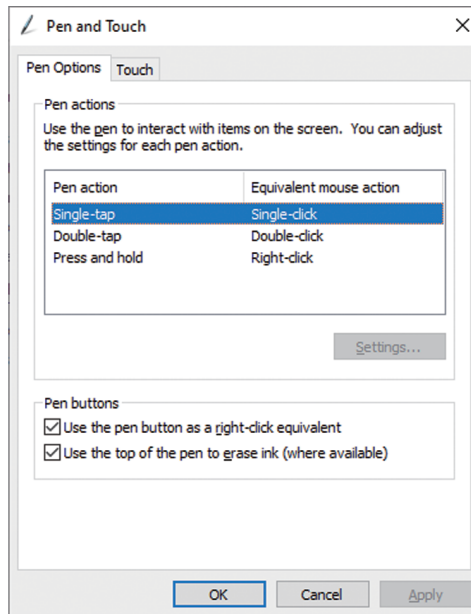 Pen and Touch
Pen Options Touch
Pen actions
Use the pen to interact with items on the screen. You can adjust
the settings for each pen action.
Pen action Equivalent mouse action
Single-tap Single-click
Double-tap Double-click
Press and hold Right-click
Settings...
Pen buttons
Use the pen button as a right-click equivalent
Use the top of the pen to erase ink (where available)
OK Cancel Apply